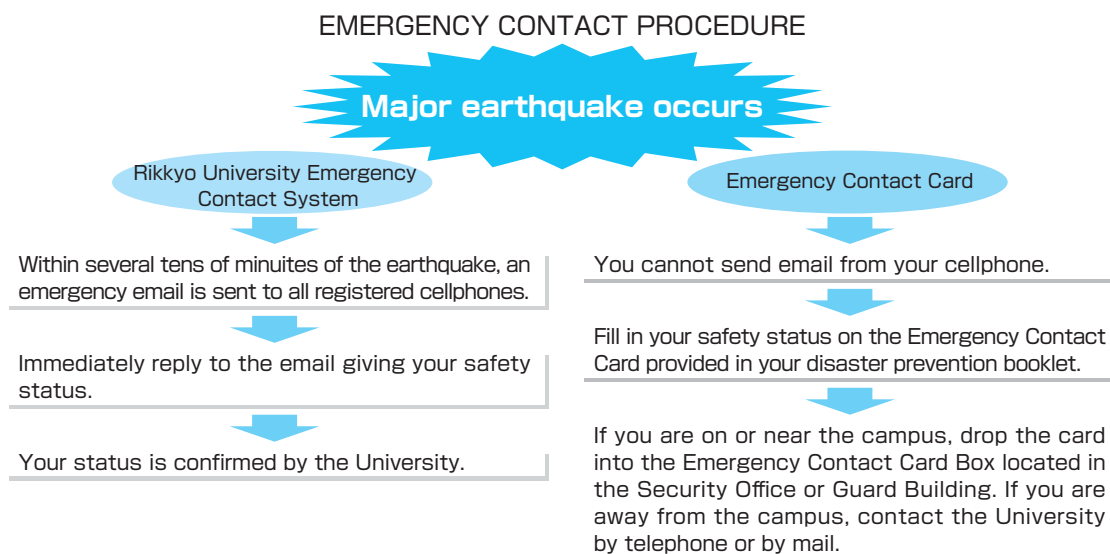 EMERGENCY CONTACT PROCEDURE
Major earthquake occurs
Rikkyo University Emergency
Contact System
Within several tens of minuites of the earthquake, an
emergency email is sent to all registered cellphones.
Immediately reply to the email giving your safety
status.
Your status is confirmed by the University.
Emergency Contact Card
You cannot send email from your cellphone.
Fill in your safety status on the Emergency Contact
Card provided in your disaster prevention booklet.
If you are on or near the campus, drop the card
into the Emergency Contact Card Box located in
the Security Office or Guard Building. If you are
away from the campus, contact the University
by telephone or by mail.